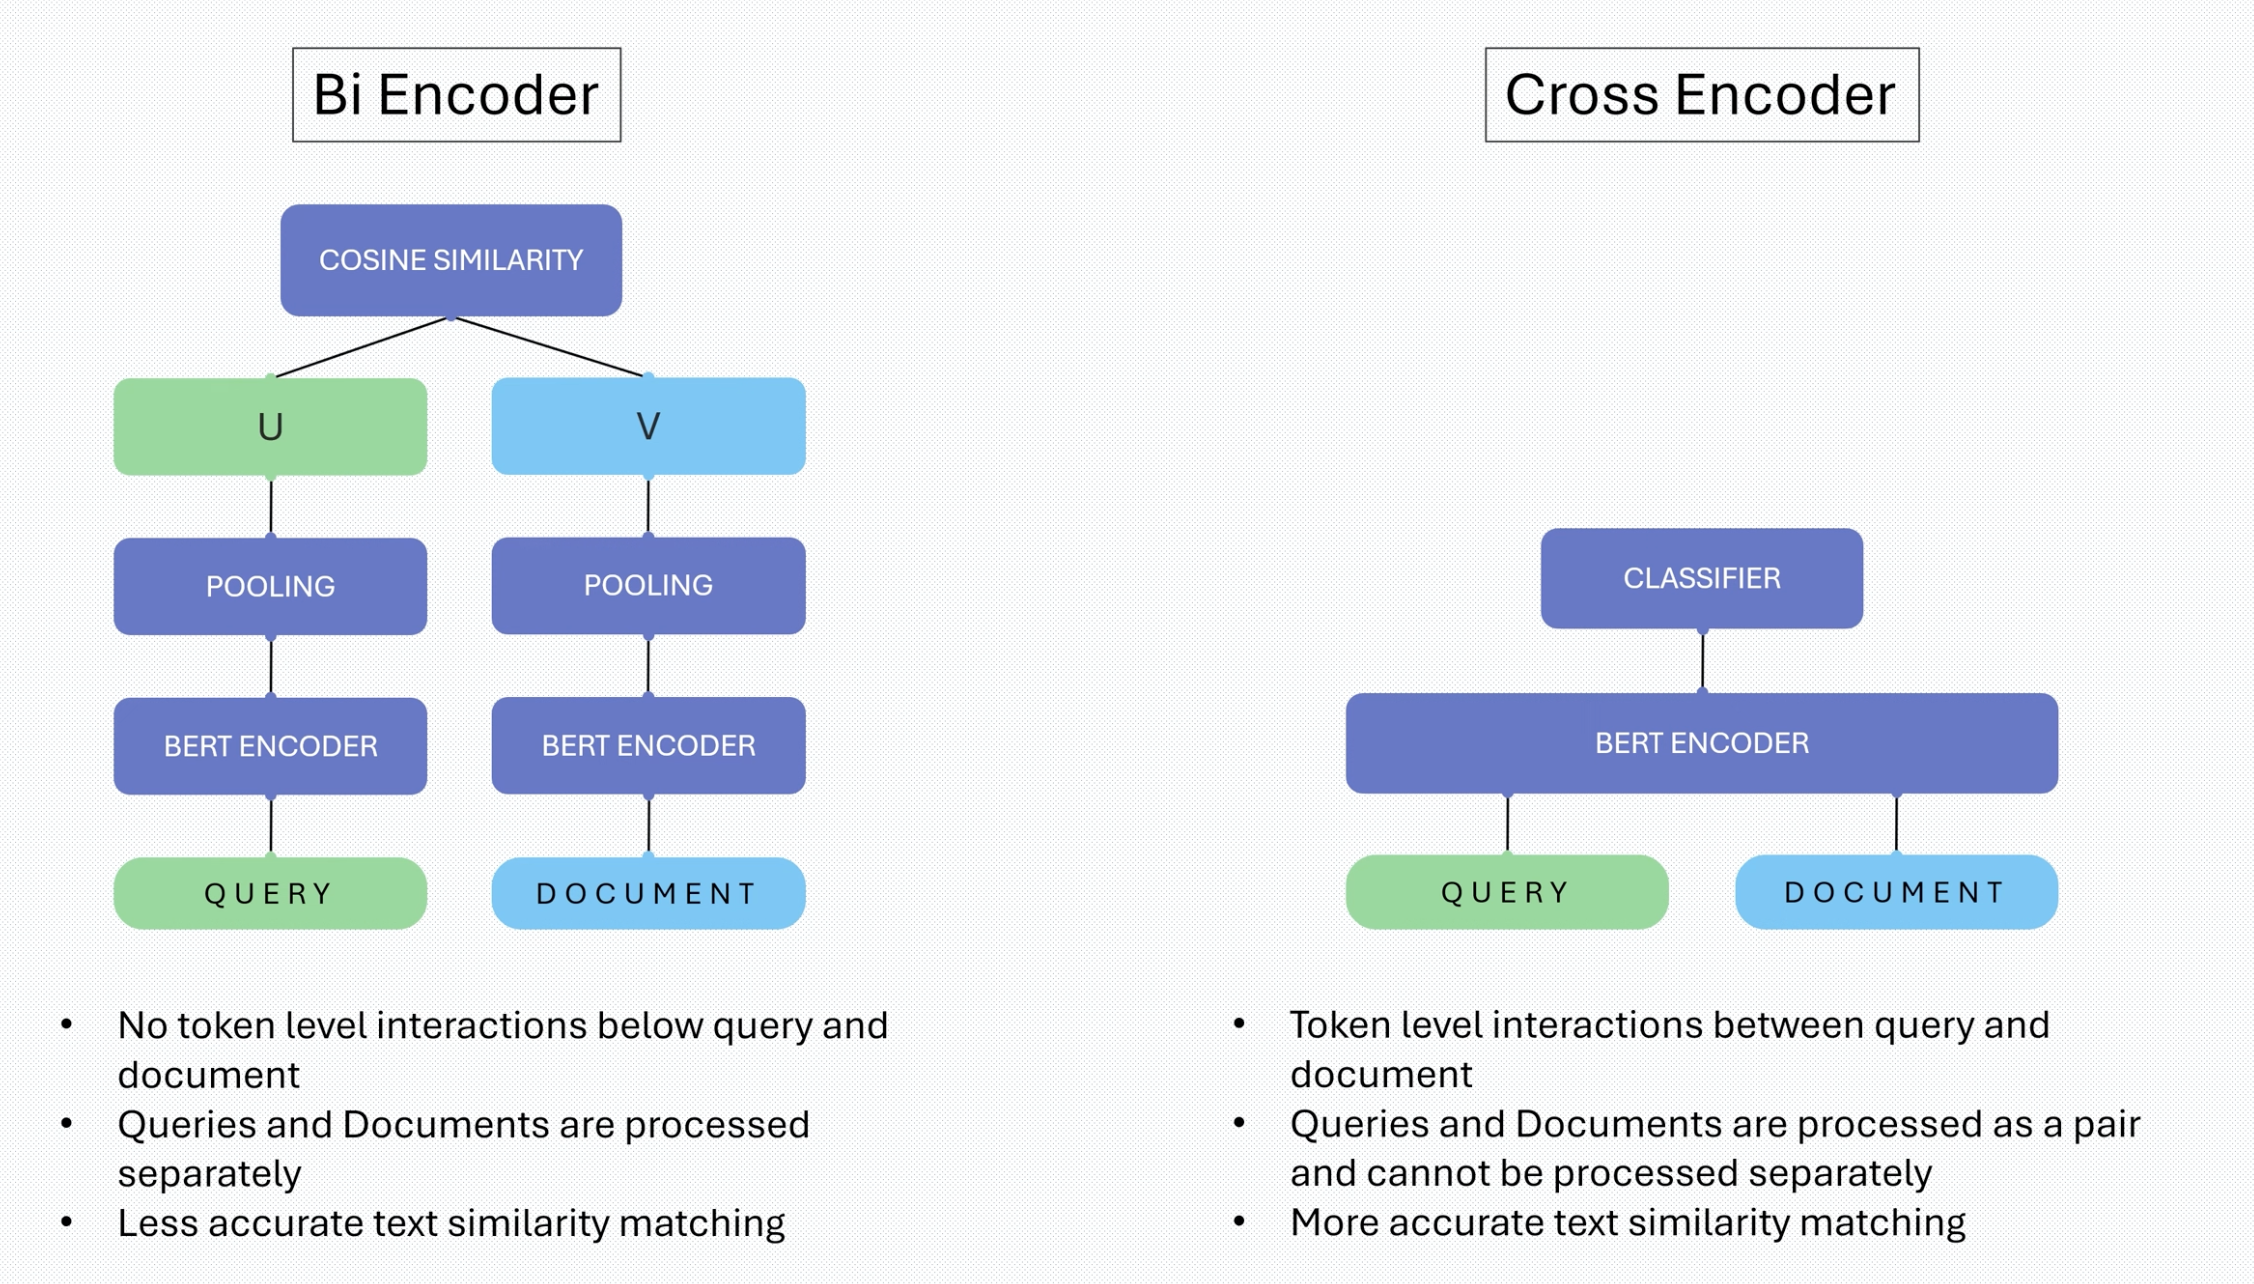 Bi Encoder
COSINE SIMILARITY
U
V
POOLING
POOLING
BERT ENCODER
BERT ENCODER
QUERY
DOCUMENT
• No token level interactions below query and
document
• Queries and Documents are processed
separately
• Less accurate text similarity matching
Cross Encoder
CLASSIFIER
BERT ENCODER
QUERY
DOCUMENT
• Token level interactions between query and
document
• Queries and Documents are processed as a pair
and cannot be processed separately
• More accurate text similarity matching